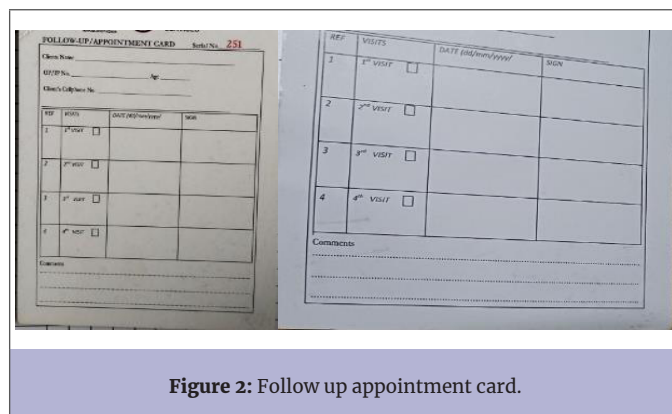 FOLLOW-UP/APPOINTMENT CARD Serial No. 251
Client Name
OP/IP No. Age
Client's Cellphone No.
REF VISITS DATE (dd/mm/yyyy/ SIGN
1 1st VISIT
2 2nd VISIT
3 3rd VISIT
4 4th VISIT
Comments
REF VISITS DATE (dd/mm/yyyy/ SIGN
1 1st VISIT
2 2nd VISIT
3 3rd VISIT
4 4th VISIT
Comments
Figure 2: Follow up appointment card.